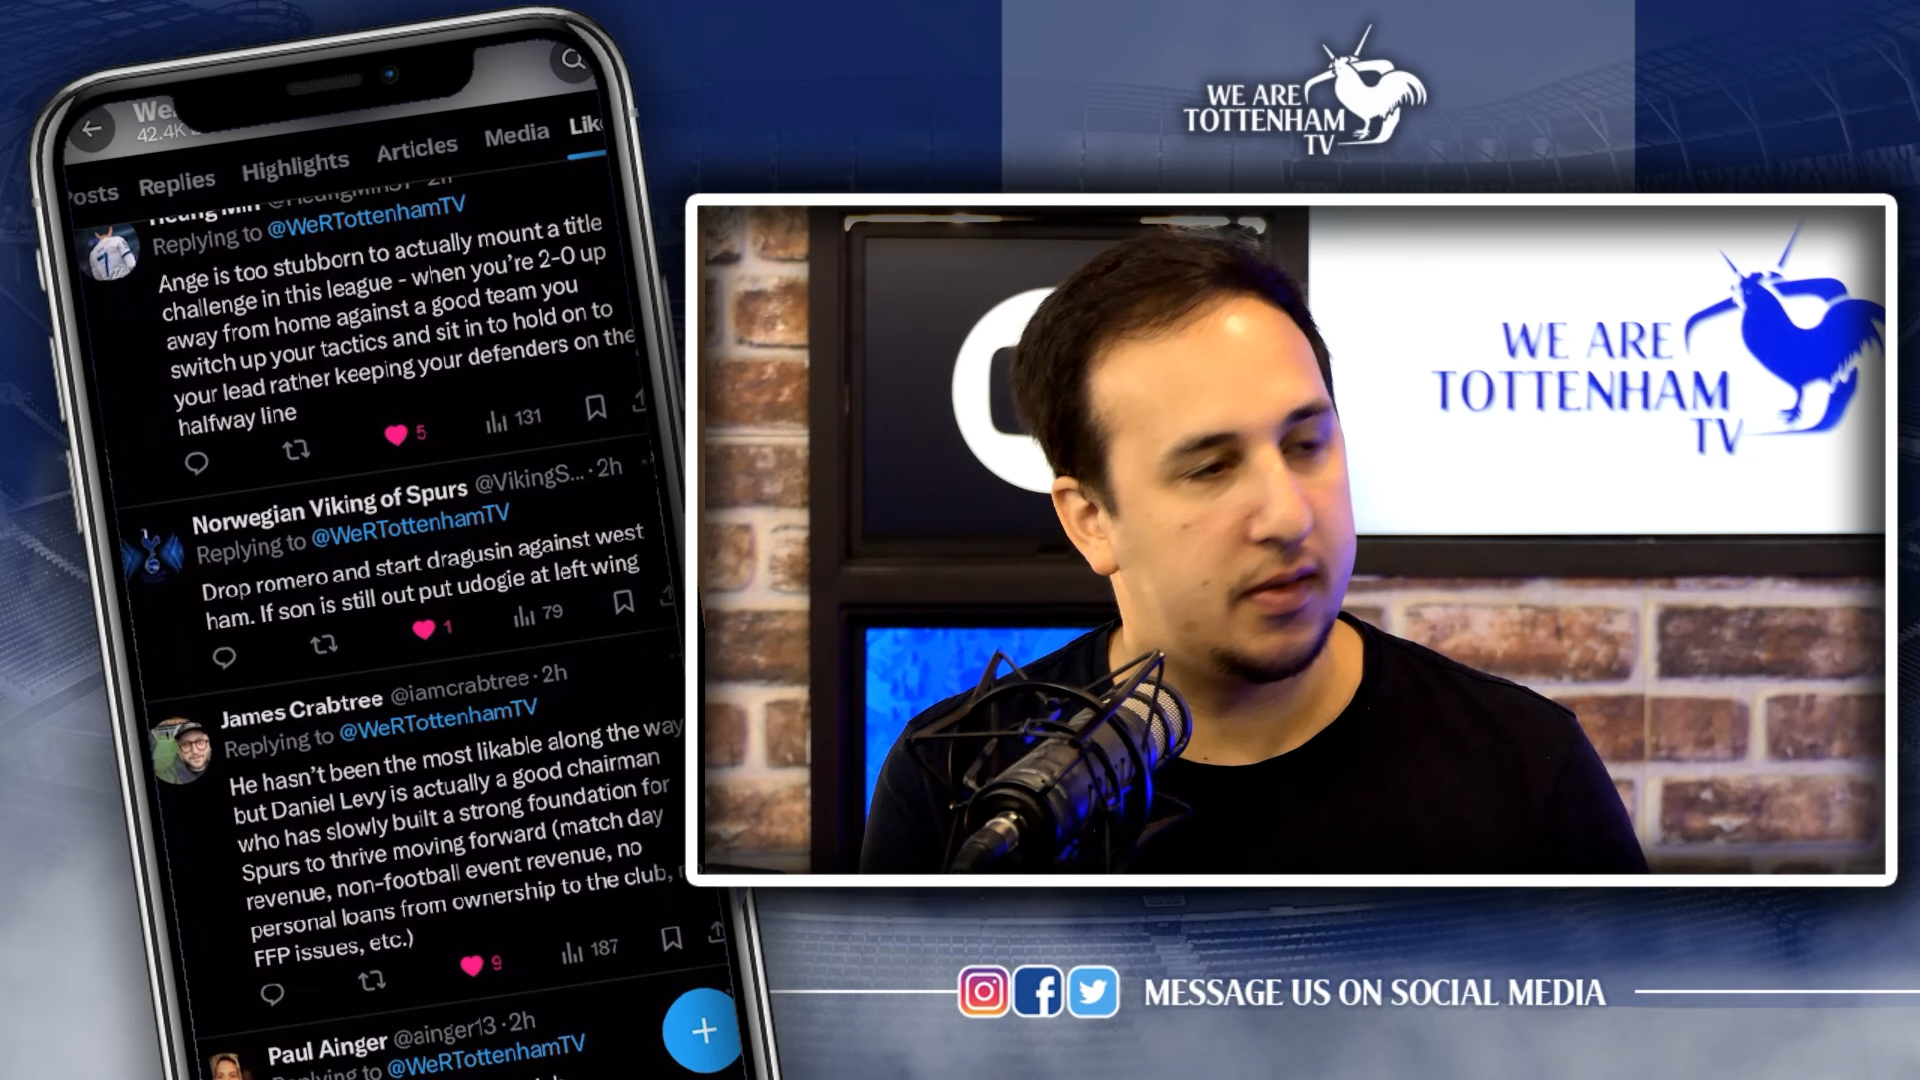 We
42.4K
Posts Replies Highlights Articles Media Lik
Heung Min @HeungMinS7 · 2h
Replying to @WeRTottenhamTV
Ange is too stubborn to actually mount a title
challenge in this league - when you're 2-0 up
away from home against a good team you
switch up your tactics and sit in to hold on to
your lead rather keeping your defenders on the
halfway line
5 131
Norwegian Viking of Spurs @VikingS... · 2h
Replying to @WeRTottenhamTV
Drop romero and start dragusin against west
ham. If son is still out put udogie at left wing
1 79
James Crabtree @iamcrabtree · 2h
Replying to @WeRTottenhamTV
He hasn't been the most likable along the way
but Daniel Levy is actually a good chairman
who has slowly built a strong foundation for
Spurs to thrive moving forward (match day
revenue, non-football event revenue, no
personal loans from ownership to the club,
FFP issues, etc.)
9 187
Paul Ainger @ainger13 · 2h
Replying to @WeRTottenhamTV
WE ARE
TOTTENHAM
TV
WE ARE
TOTTENHAM
TV
MESSAGE US ON SOCIAL MEDIA